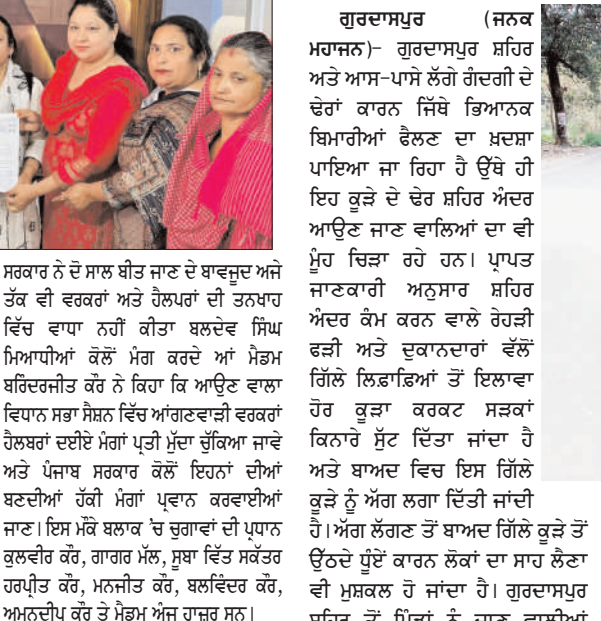 ਸਰਕਾਰ ਨੇ ਦੋ ਸਾਲ ਬੀਤ ਜਾਣ ਦੇ ਬਾਵਜੂਦ ਅਜੇ
ਤੱਕ ਵੀ ਵਰਕਰਾਂ ਅਤੇ ਹੈਲਪਰਾਂ ਦੀ ਤਨਖਾਹ
ਵਿੱਚ ਵਾਧਾ ਨਹੀਂ ਕੀਤਾ ਬਲਦੇਵ ਸਿੰਘ
ਮਿਆਧੀਆਂ ਕੋਲੋਂ ਮੰਗ ਕਰਦੇ ਆਂ ਮੈਡਮ
ਬਰਿੰਦਰਜੀਤ ਕੌਰ ਨੇ ਕਿਹਾ ਕਿ ਆਉਣ ਵਾਲਾ
ਵਿਧਾਨ ਸਭਾ ਸੈਸ਼ਨ ਵਿੱਚ ਆਂਗਣਵਾੜੀ ਵਰਕਰਾਂ
ਹੈਲਬਰਾਂ ਦਈਏ ਮੰਗਾਂ ਪ੍ਰਤੀ ਮੁੱਦਾ ਚੁੱਕਿਆ ਜਾਵੇ
ਅਤੇ ਪੰਜਾਬ ਸਰਕਾਰ ਕੋਲੋਂ ਇਹਨਾਂ ਦੀਆਂ
ਬਣਦੀਆਂ ਹੱਕੀ ਮੰਗਾਂ ਪ੍ਰਵਾਨ ਕਰਵਾਈਆਂ
ਜਾਣ। ਇਸ ਮੌਕੇ ਬਲਾਕ 'ਚ ਚੁਗਾਵਾਂ ਦੀ ਪ੍ਰਧਾਨ
ਕੁਲਵੀਰ ਕੌਰ, ਗਾਗਰ ਮੱਲ, ਸੂਬਾ ਵਿੱਤ ਸਕੱਤਰ
ਹਰਪ੍ਰੀਤ ਕੌਰ, ਮਨਜੀਤ ਕੌਰ, ਬਲਵਿੰਦਰ ਕੌਰ,
ਅਮਨਦੀਪ ਕੌਰ ਤੇ ਮੈਡਮ ਅੰਜੂ ਹਾਜ਼ਰ ਸਨ।
ਗੁਰਦਾਸਪੁਰ (ਜਨਕ
ਮਹਾਜਨ)- ਗੁਰਦਾਸਪੁਰ ਸ਼ਹਿਰ
ਅਤੇ ਆਸ-ਪਾਸੇ ਲੱਗੇ ਗੰਦਗੀ ਦੇ
ਢੇਰਾਂ ਕਾਰਨ ਜਿੱਥੇ ਭਿਆਨਕ
ਬਿਮਾਰੀਆਂ ਫੈਲਣ ਦਾ ਖ਼ਦਸ਼ਾ
ਪਾਇਆ ਜਾ ਰਿਹਾ ਹੈ ਉੱਥੇ ਹੀ
ਇਹ ਕੂੜੇ ਦੇ ਢੇਰ ਸ਼ਹਿਰ ਅੰਦਰ
ਆਉਣ ਜਾਣ ਵਾਲਿਆਂ ਦਾ ਵੀ
ਮੂੰਹ ਚਿੜਾ ਰਹੇ ਹਨ। ਪ੍ਰਾਪਤ
ਜਾਣਕਾਰੀ ਅਨੁਸਾਰ ਸ਼ਹਿਰ
ਅੰਦਰ ਕੰਮ ਕਰਨ ਵਾਲੇ ਰੇਹੜੀ
ਫੜੀ ਅਤੇ ਦੁਕਾਨਦਾਰਾਂ ਵੱਲੋਂ
ਗਿੱਲੇ ਲਿਫ਼ਾਫ਼ਿਆਂ ਤੋਂ ਇਲਾਵਾ
ਹੋਰ ਕੂੜਾ ਕਰਕਟ ਸੜਕਾਂ
ਕਿਨਾਰੇ ਸੁੱਟ ਦਿੱਤਾ ਜਾਂਦਾ ਹੈ
ਅਤੇ ਬਾਅਦ ਵਿਚ ਇਸ ਗਿੱਲੇ
ਕੂੜੇ ਨੂੰ ਅੱਗ ਲਗਾ ਦਿੱਤੀ ਜਾਂਦੀ
ਹੈ। ਅੱਗ ਲੱਗਣ ਤੋਂ ਬਾਅਦ ਗਿੱਲੇ ਕੂੜੇ ਤੋਂ
ਉੱਠਦੇ ਧੂੰਏਂ ਕਾਰਨ ਲੋਕਾਂ ਦਾ ਸਾਹ ਲੈਣਾ
ਵੀ ਮੁਸ਼ਕਲ ਹੋ ਜਾਂਦਾ ਹੈ। ਗੁਰਦਾਸਪੁਰ
ਸ਼ਹਿਰ ਤੋਂ ਪਿੰਡਾਂ ਨੂੰ ਜਾਣ ਵਾਲੀਆਂ